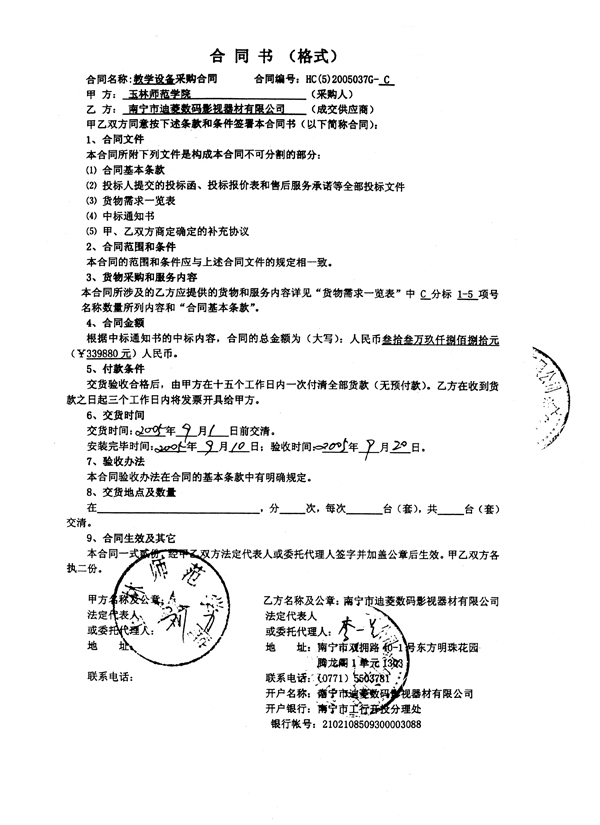 合 同 书 （格式）
合同名称:教学设备采购合同 合同编号: HC(5)2005037G- C
甲 方: 玉林师范学院 （采购人）
乙 方: 南宁市迪菱数码影视器材有限公司 （成交供应商）
甲乙双方同意按下述条款和条件签署本合同书（以下简称合同）:
1、合同文件
本合同所附下列文件是构成本合同不可分割的部分:
⑴ 合同基本条款
⑵ 投标人提交的投标函、投标报价表和售后服务承诺等全部投标文件
⑶ 货物需求一览表
⑷ 中标通知书
⑸ 甲、乙双方商定确定的补充协议
2、合同范围和条件
本合同的范围和条件应与上述合同文件的规定相一致。
3、货物采购和服务内容
本合同所涉及的乙方应提供的货物和服务内容详见“货物需求一览表”中 C 分标 1-5 项号
名称数量所列内容和“合同基本条款”。
4、合同金额
根据中标通知书的中标内容，合同的总金额为（大写）: 人民币叁拾叁万玖仟捌佰捌拾元
（￥339880 元）人民币。
5、付款条件
交货验收合格后，由甲方在十五个工作日内一次付清全部货款（无预付款）。乙方在收到货
款之日起三个工作日内将发票开具给甲方。
6、交货时间
交货时间: 2005年 9 月 1 日前交清。
安装完毕时间: 2005年 9 月 10 日; 验收时间: 2005年 9 月 20 日。
7、验收办法
本合同验收办法在合同的基本条款中有明确规定。
8、交货地点及数量
在 ，分 次，每次 台（套），共 台（套）
交清。
9、合同生效及其它
本合同一式贰份，经甲乙双方法定代表人或委托代理人签字并加盖公章后生效。甲乙双方各
执二份。
甲方名称及公章:
法定代表人
或委托代理人:
地 址:
联系电话:
师范
乙方名称及公章: 南宁市迪菱数码影视器材有限公司
法定代表人
或委托代理人:
地 址: 南宁市双拥路 40-1 号东方明珠花园
腾龙阁 1 单元 1303
联系电话: (0771) 5503781
开户名称: 南宁市迪菱数码影视器材有限公司
开户银行: 南宁市工行开投分理处
银行帐号: 2102108509300003088